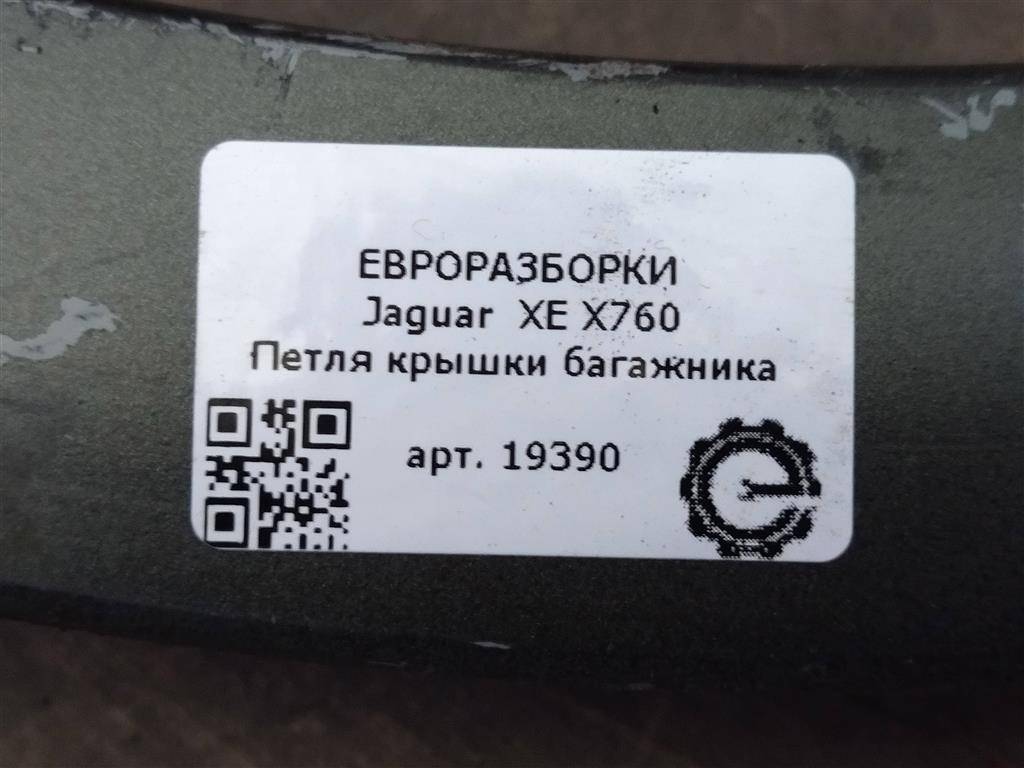 ЕВРОРАЗБОРКИ
Jaguar XE X760
Петля крышки багажника
арт. 19390